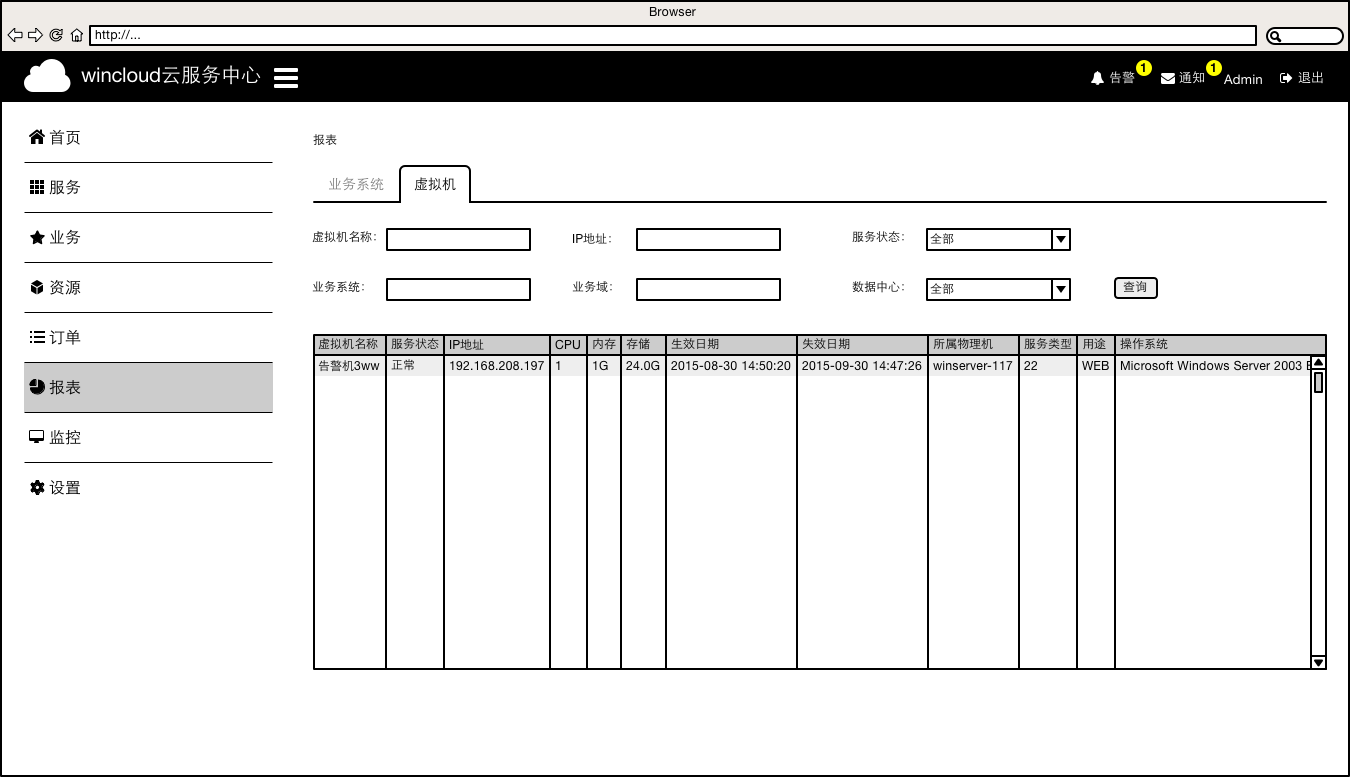 Browser
http://...
wincloud云服务中心
告警 1 通知 1 Admin 退出
首页
服务
业务
资源
订单
报表
监控
设置
报表
业务系统 虚拟机
虚拟机名称: IP地址: 服务状态: 全部
业务系统: 业务域: 数据中心: 全部 查询
虚拟机名称 服务状态 IP地址 CPU 内存 存储 生效日期 失效日期 所属物理机 服务类型 用途 操作系统
告警机3ww 正常 192.168.208.197 1 1G 24.0G 2015-08-30 14:50:20 2015-09-30 14:47:26 winserver-117 22 WEB Microsoft Windows Server 2003